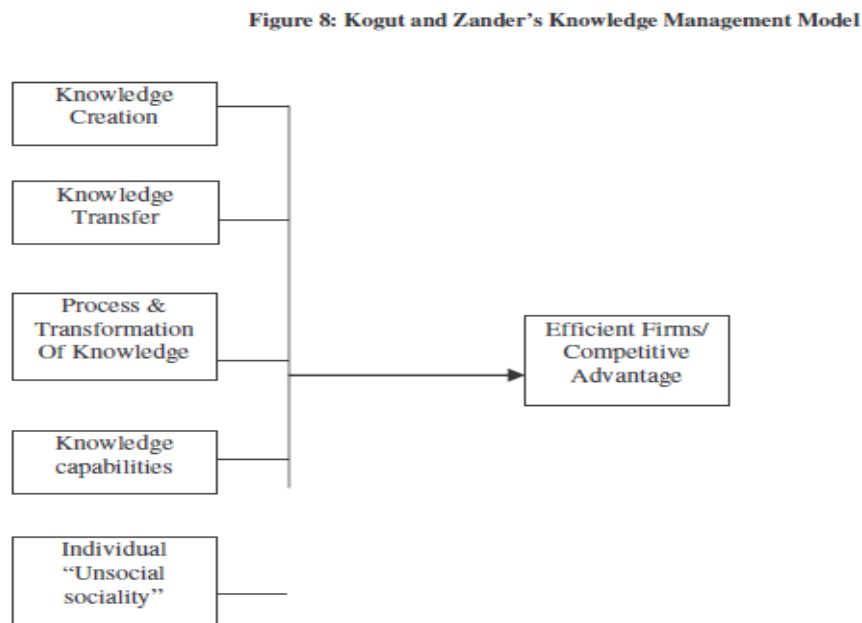 Figure 8: Kogut and Zander's Knowledge Management Model
Knowledge
Creation
Knowledge
Transfer
Process &
Transformation
Of Knowledge
Knowledge
capabilities
Individual
“Unsocial
sociality”
Efficient Firms/
Competitive
Advantage